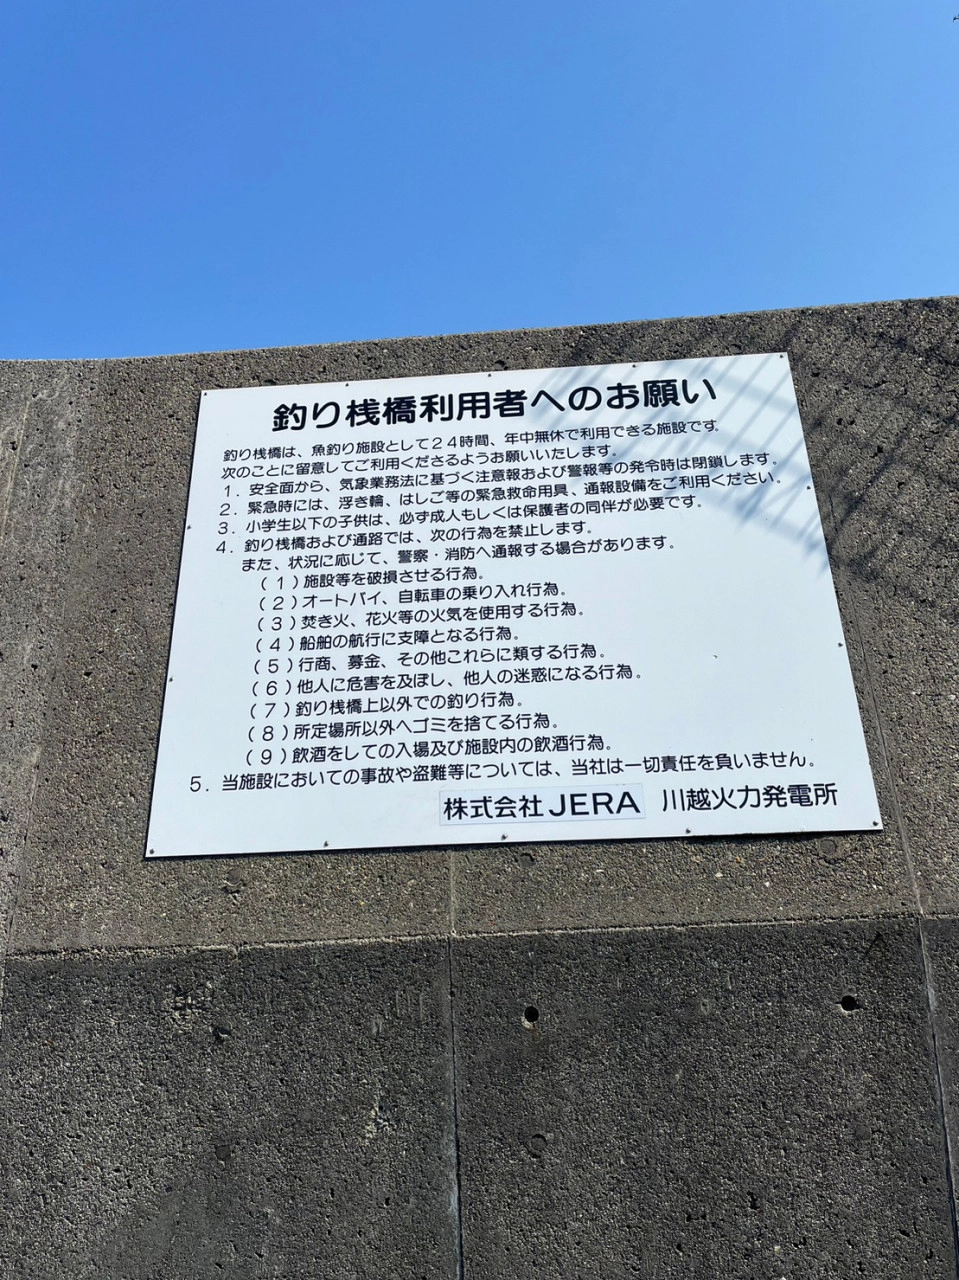 釣り桟橋利用者へのお願い
釣り桟橋は、魚釣り施設として24時間、年中無休で利用できる施設です。
次のことに留意してご利用くださるようお願いいたします。
1．安全面から、気象業務法に基づく注意報および警報等の発令時は閉鎖します。
2．緊急時には、浮き輪、はしご等の緊急救命用具、通報設備をご利用ください。
3．小学生以下の子供は、必ず成人もしくは保護者の同伴が必要です。
4．釣り桟橋および通路では、次の行為を禁止します。
また、状況に応じて、警察・消防へ通報する場合があります。
（1）施設等を破損させる行為。
（2）オートバイ、自転車の乗り入れ行為。
（3）焚き火、花火等の火気を使用する行為。
（4）船舶の航行に支障となる行為。
（5）行商、募金、その他これらに類する行為。
（6）他人に危害を及ぼし、他人の迷惑になる行為。
（7）釣り桟橋上以外での釣り行為。
（8）所定場所以外へゴミを捨てる行為。
（9）飲酒をしての入場及び施設内の飲酒行為。
5．当施設においての事故や盗難等については、当社は一切責任を負いません。
株式会社JERA 川越火力発電所